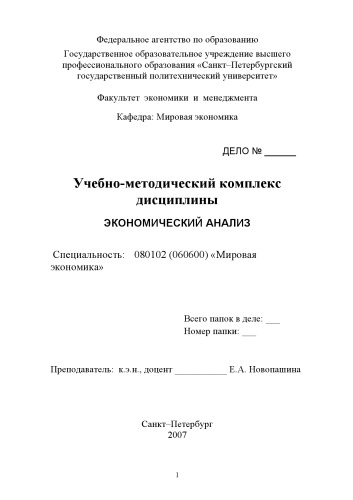 Федеральное агентство по образованию
Государственное образовательное учреждение высшего
профессионального образования «Санкт–Петербургский
государственный политехнический университет»
Факультет экономики и менеджмента
Кафедра: Мировая экономика
ДЕЛО № ______
Учебно-методический комплекс
дисциплины
ЭКОНОМИЧЕСКИЙ АНАЛИЗ
Специальность: 080102 (060600) «Мировая
экономика»
Всего папок в деле: ___
Номер папки: ___
Преподаватель: к.э.н., доцент ___________ Е.А. Новопашина
Санкт–Петербург
2007
1